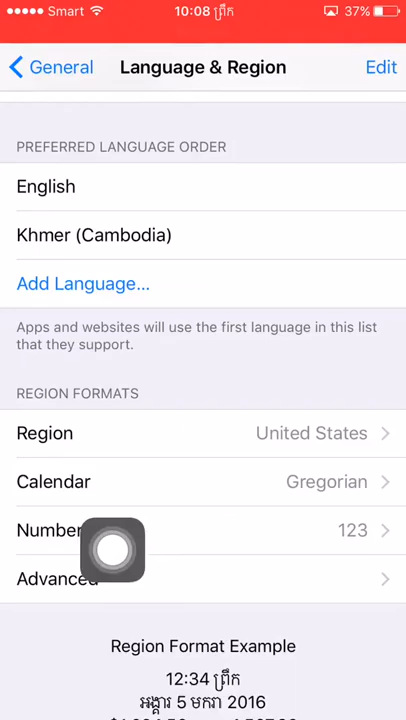 Smart 10:08 ព្រឹក 37%
General Language & Region Edit
PREFERRED LANGUAGE ORDER
English
Khmer (Cambodia)
Add Language...
Apps and websites will use the first language in this list
that they support.
REGION FORMATS
Region United States
Calendar Gregorian
Number 123
Advanced
Region Format Example
12:34 ព្រឹក
អង្គារ 5 មករា 2016